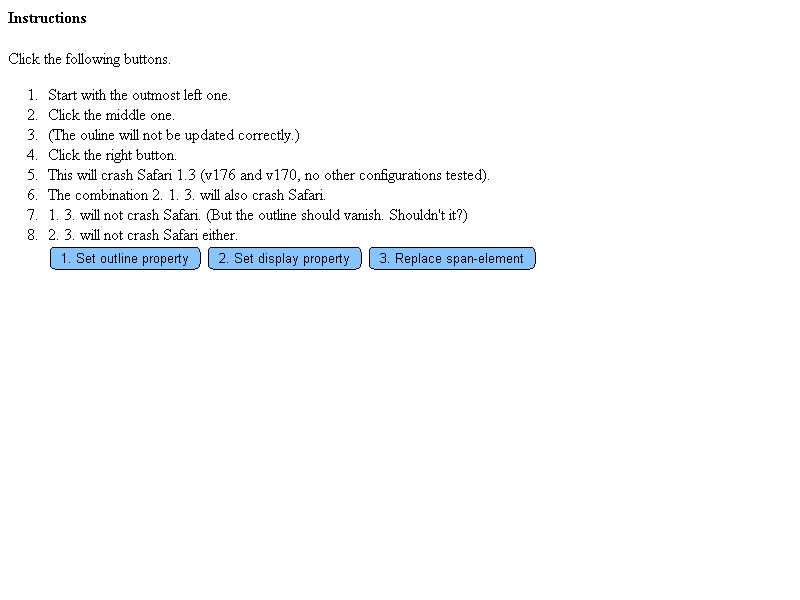 Instructions
Click the following buttons.
1. Start with the outmost left one.
2. Click the middle one.
3. (The ouline will not be updated correctly.)
4. Click the right button.
5. This will crash Safari 1.3 (v176 and v170, no other configurations tested).
6. The combination 2. 1. 3. will also crash Safari.
7. 1. 3. will not crash Safari. (But the outline should vanish. Shouldn't it?)
8. 2. 3. will not crash Safari either.
1. Set outline property 2. Set display property 3. Replace span-element